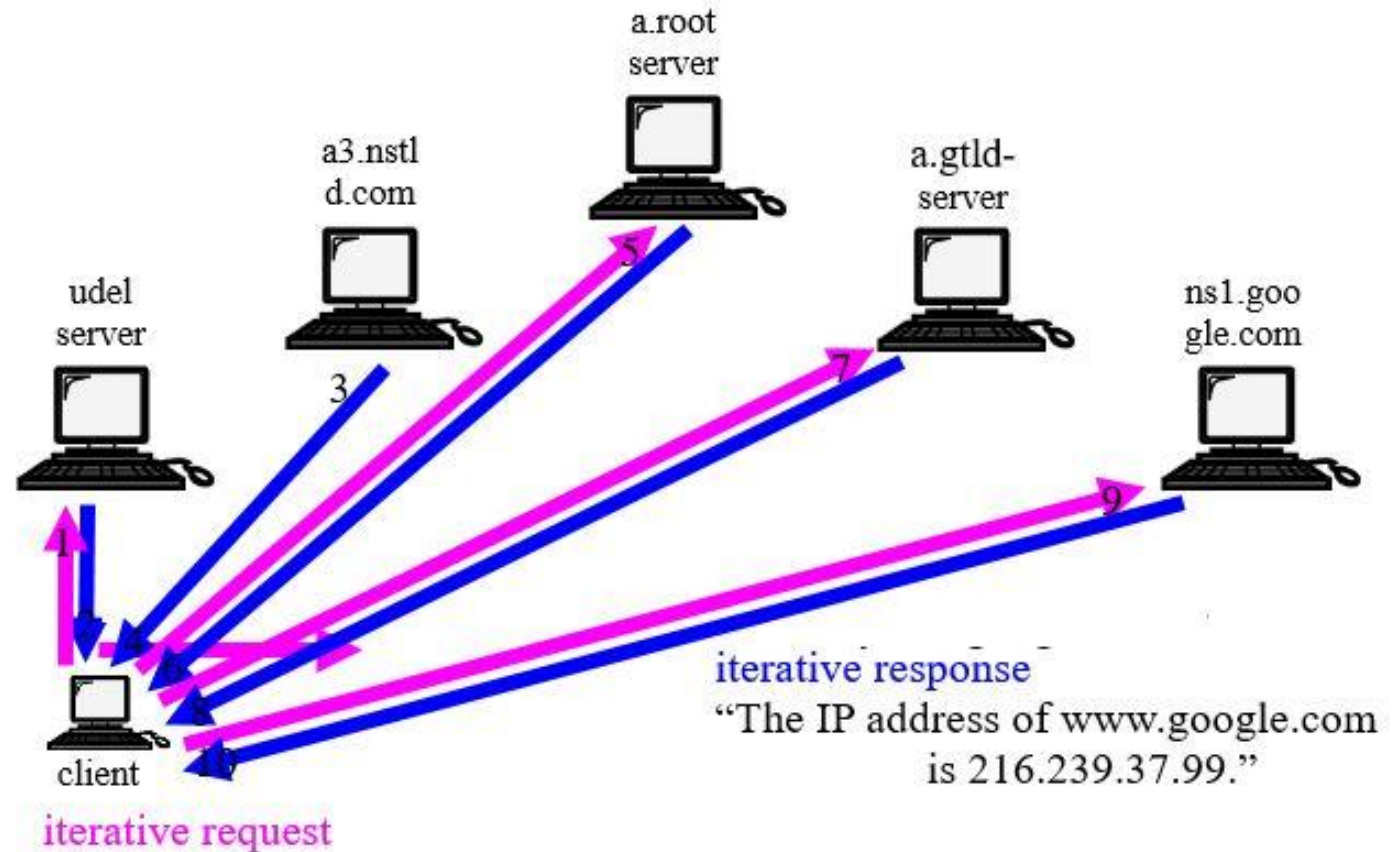 a.root
server
a3.nstl
d.com
a.gtld-
server
udel
server
ns1.goo
gle.com
5
3
7
9
1
2
4
6
8
10
client
iterative response
“The IP address of www.google.com
is 216.239.37.99.”
iterative request